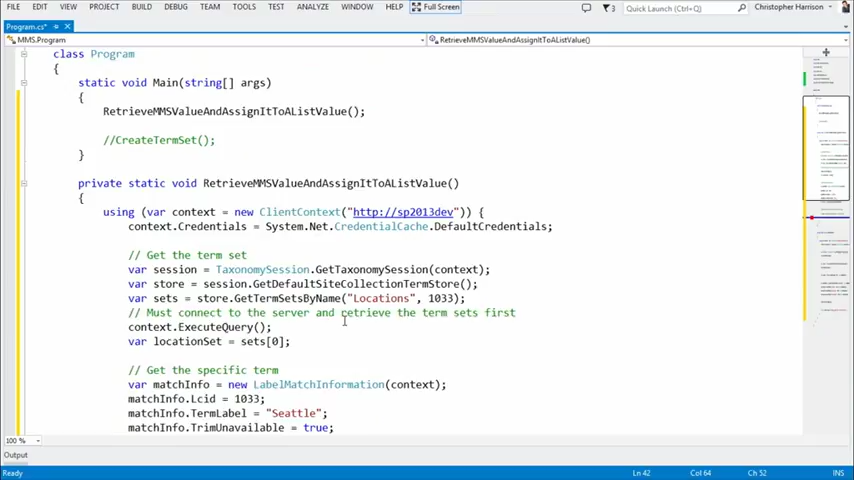 FILE EDIT VIEW PROJECT BUILD DEBUG TEAM TOOLS TEST ANALYZE WINDOW HELP Full Screen 3 Quick Launch (Ctrl+Q) Christopher Harrison
Program.cs*
MMS.Program RetrieveMMSValueAndAssignItToAListValue()
class Program
{
static void Main(string[] args)
{
RetrieveMMSValueAndAssignItToAListValue();
//CreateTermSet();
}
private static void RetrieveMMSValueAndAssignItToAListValue()
{
using (var context = new ClientContext("http://sp2013dev")) {
context.Credentials = System.Net.CredentialCache.DefaultCredentials;
// Get the term set
var session = TaxonomySession.GetTaxonomySession(context);
var store = session.GetDefaultSiteCollectionTermStore();
var sets = store.GetTermSetsByName("Locations", 1033);
// Must connect to the server and retrieve the term sets first
context.ExecuteQuery();
var locationSet = sets[0];
// Get the specific term
var matchInfo = new LabelMatchInformation(context);
matchInfo.Lcid = 1033;
matchInfo.TermLabel = "Seattle";
matchInfo.TrimUnavailable = true;
100 %
Output
Ready Ln 42 Col 64 Ch 52 INS